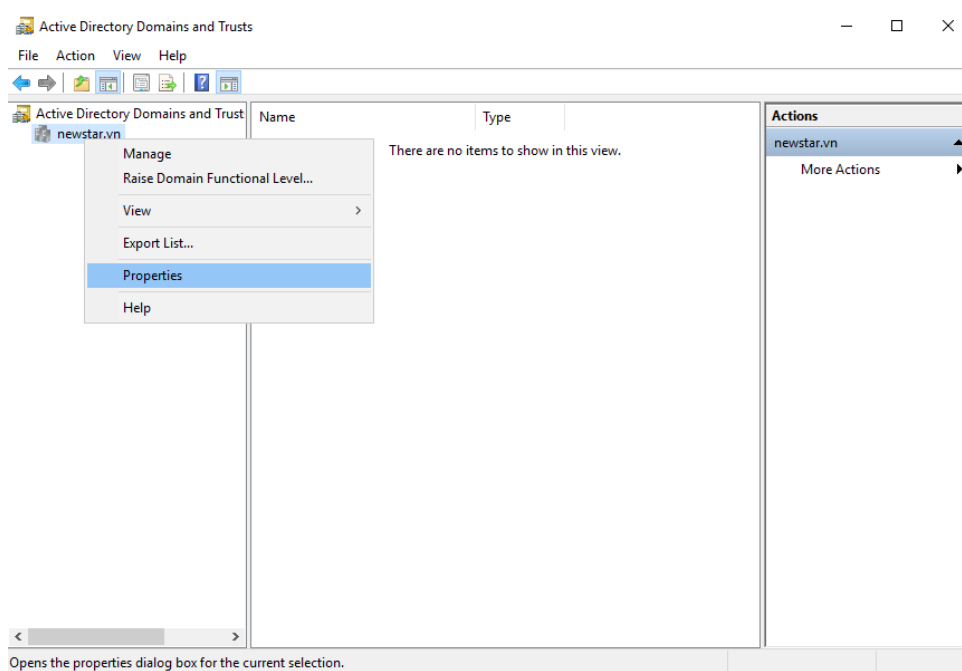 Active Directory Domains and Trusts
File Action View Help
Active Directory Domains and Trust
newstar.vn
Manage
Raise Domain Functional Level...
View
Export List...
Properties
Help
Name Type
There are no items to show in this view.
Actions
newstar.vn
More Actions
Opens the properties dialog box for the current selection.